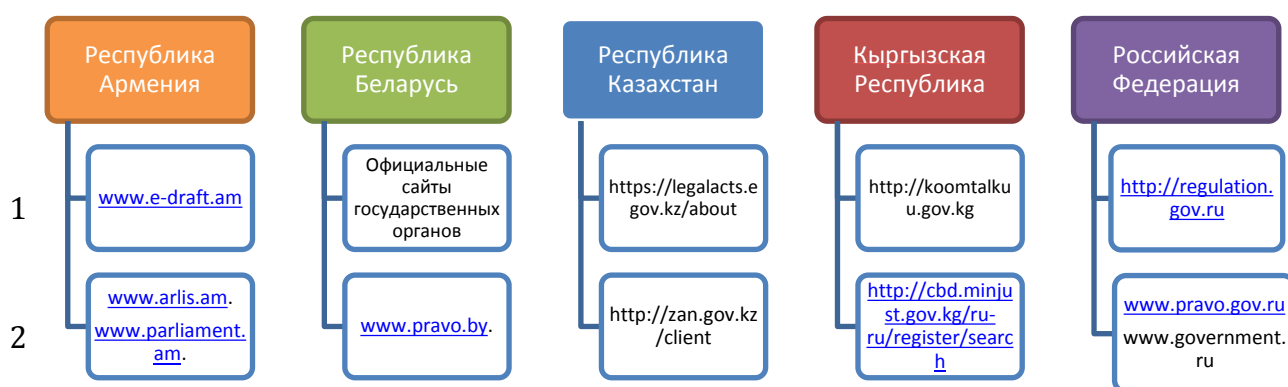 Республика
Армения
Республика
Беларусь
Республика
Казахстан
Кыргызская
Республика
Российская
Федерация
1
www.e-draft.am
Официальные
сайты
государственных
органов
https://legalacts.e
gov.kz/about
http://koomtalku
u.gov.kg
http://regulation.
gov.ru
2
www.arlis.am.
www.parliament.
am.
www.pravo.by.
http://zan.gov.kz
/client
http://cbd.minju
st.gov.kg/ru-
ru/register/searc
h
www.pravo.gov.ru
www.government.
ru